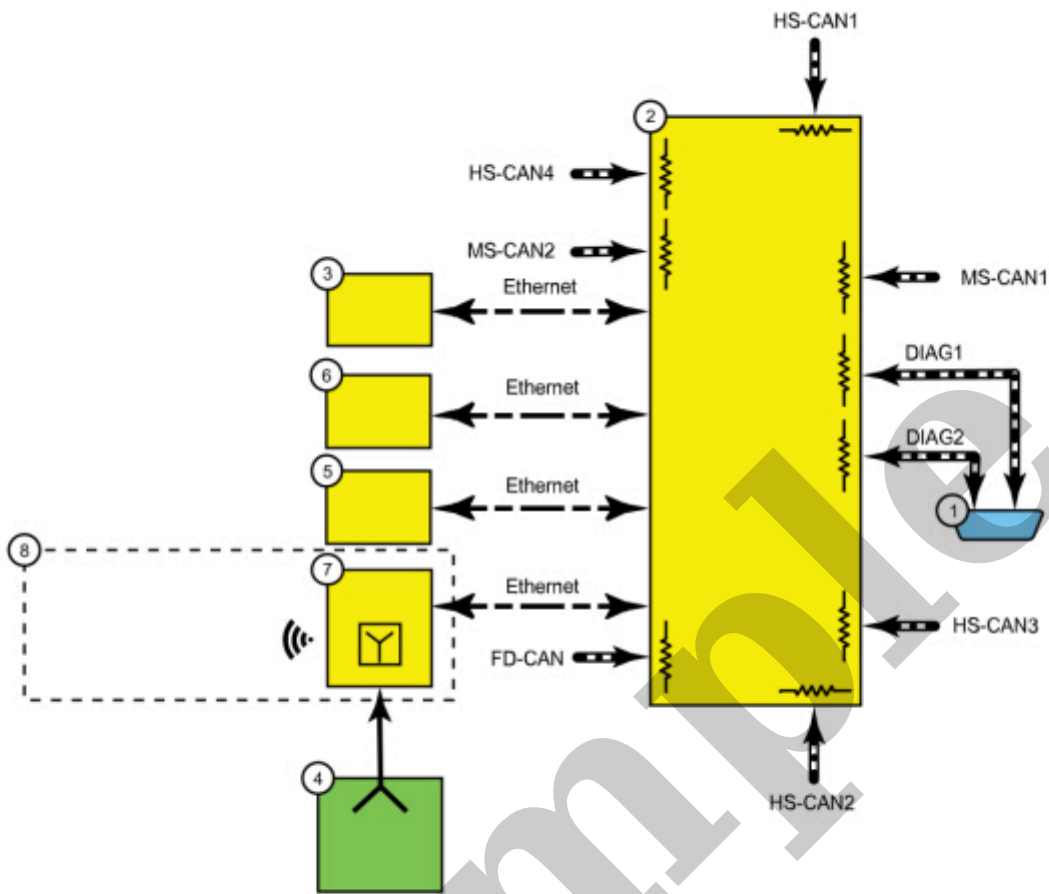 HS-CAN1
2
HS-CAN4
MS-CAN2
3
Ethernet
MS-CAN1
6
Ethernet
DIAG1
5
Ethernet
DIAG2
1
8
7
Ethernet
HS-CAN3
FD-CAN
4
HS-CAN2